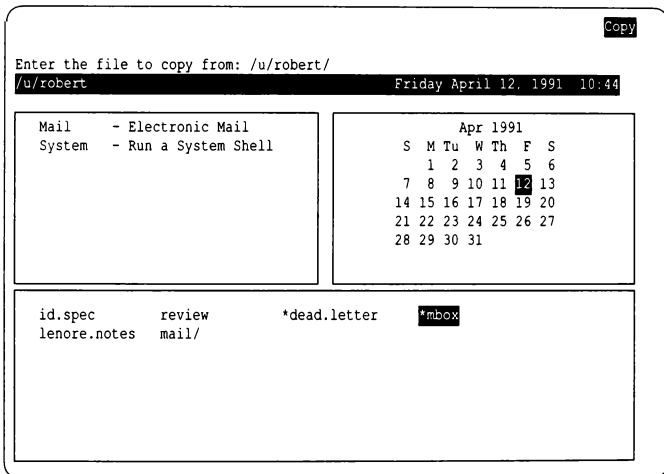 Copy
Enter the file to copy from: /u/robert/
/u/robert Friday April 12, 1991 10:44
Mail - Electronic Mail
System - Run a System Shell
Apr 1991
S M Tu W Th F S
1 2 3 4 5 6
7 8 9 10 11 12 13
14 15 16 17 18 19 20
21 22 23 24 25 26 27
28 29 30 31
id.spec review *dead.letter *mbox
lenore.notes mail/